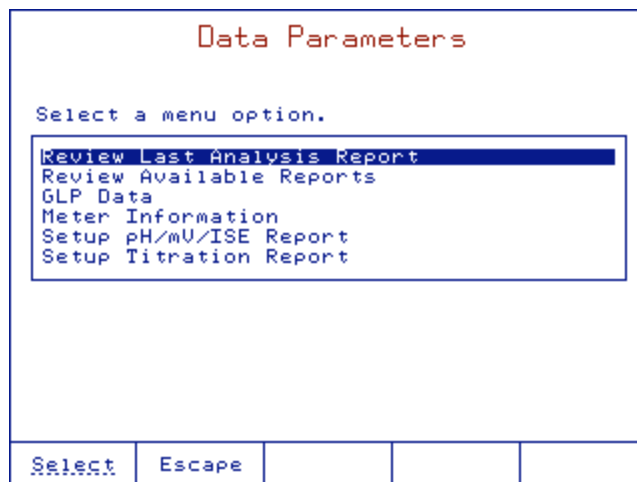 Data Parameters
Select a menu option.
Review Last Analysis Report
Review Available Reports
GLP Data
Meter Information
Setup pH/mV/ISE Report
Setup Titration Report
Select Escape